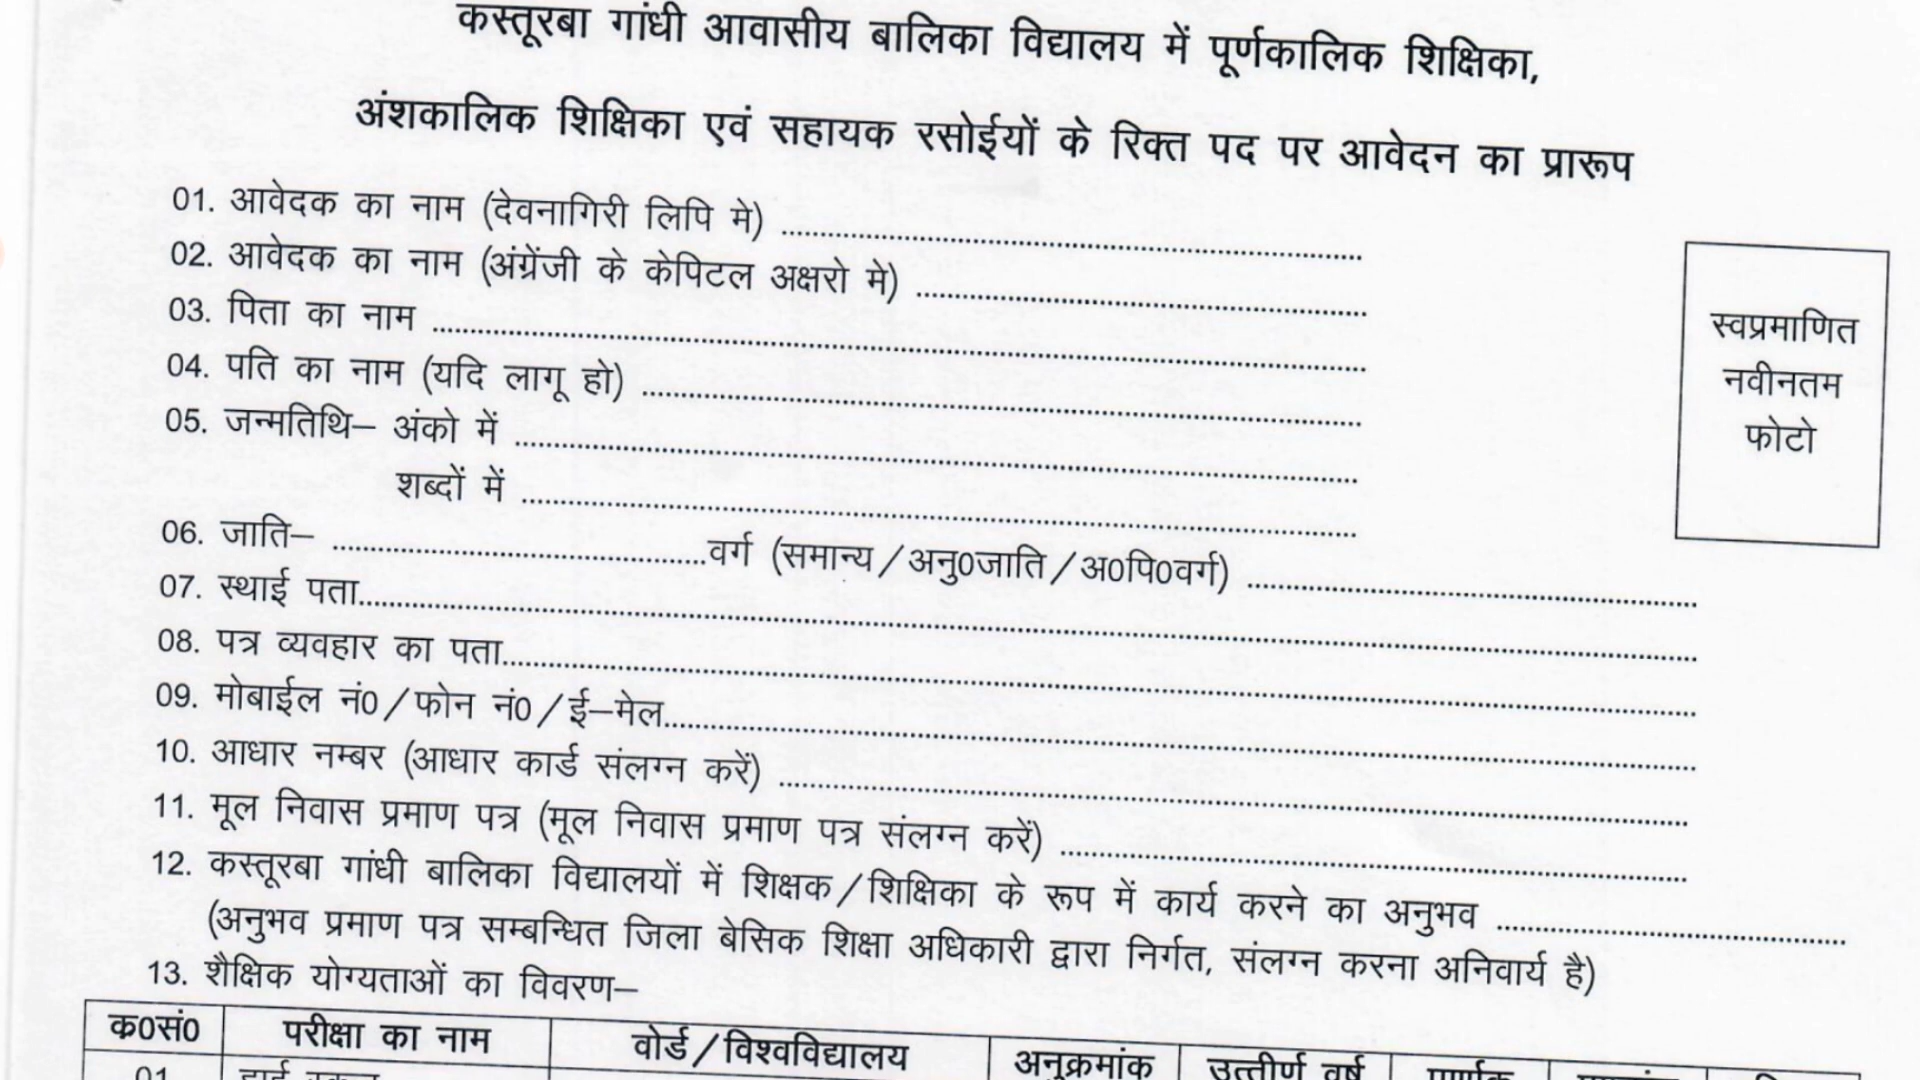 कस्तूरबा गांधी आवासीय बालिका विद्यालय में पूर्णकालिक शिक्षिका,
अंशकालिक शिक्षिका एवं सहायक रसोईयों के रिक्त पद पर आवेदन का प्रारूप
01. आवेदक का नाम (देवनागिरी लिपि मे) ....................
02. आवेदक का नाम (अंग्रेंजी के केपिटल अक्षरो मे) ....................
03. पिता का नाम ....................
04. पति का नाम (यदि लागू हो) ....................
05. जन्मतिथि– अंको में ....................
शब्दों में ....................
स्वप्रमाणित
नवीनतम
फोटो
06. जाति– ....................वर्ग (समान्य/अनु0जाति/अ0पि0वर्ग) ....................
07. स्थाई पता....................
08. पत्र व्यवहार का पता....................
09. मोबाईल नं0/फोन नं0/ई–मेल....................
10. आधार नम्बर (आधार कार्ड संलग्न करें) ....................
11. मूल निवास प्रमाण पत्र (मूल निवास प्रमाण पत्र संलग्न करें) ....................
12. कस्तूरबा गांधी बालिका विद्यालयों में शिक्षक/शिक्षिका के रूप में कार्य करने का अनुभव ....................
(अनुभव प्रमाण पत्र सम्बन्धित जिला बेसिक शिक्षा अधिकारी द्वारा निर्गत, संलग्न करना अनिवार्य है)
13. शैक्षिक योग्यताओं का विवरण–
क0सं0 परीक्षा का नाम वोर्ड/विश्वविद्यालय अनुक्रमांक उत्तीर्ण वर्ष
01